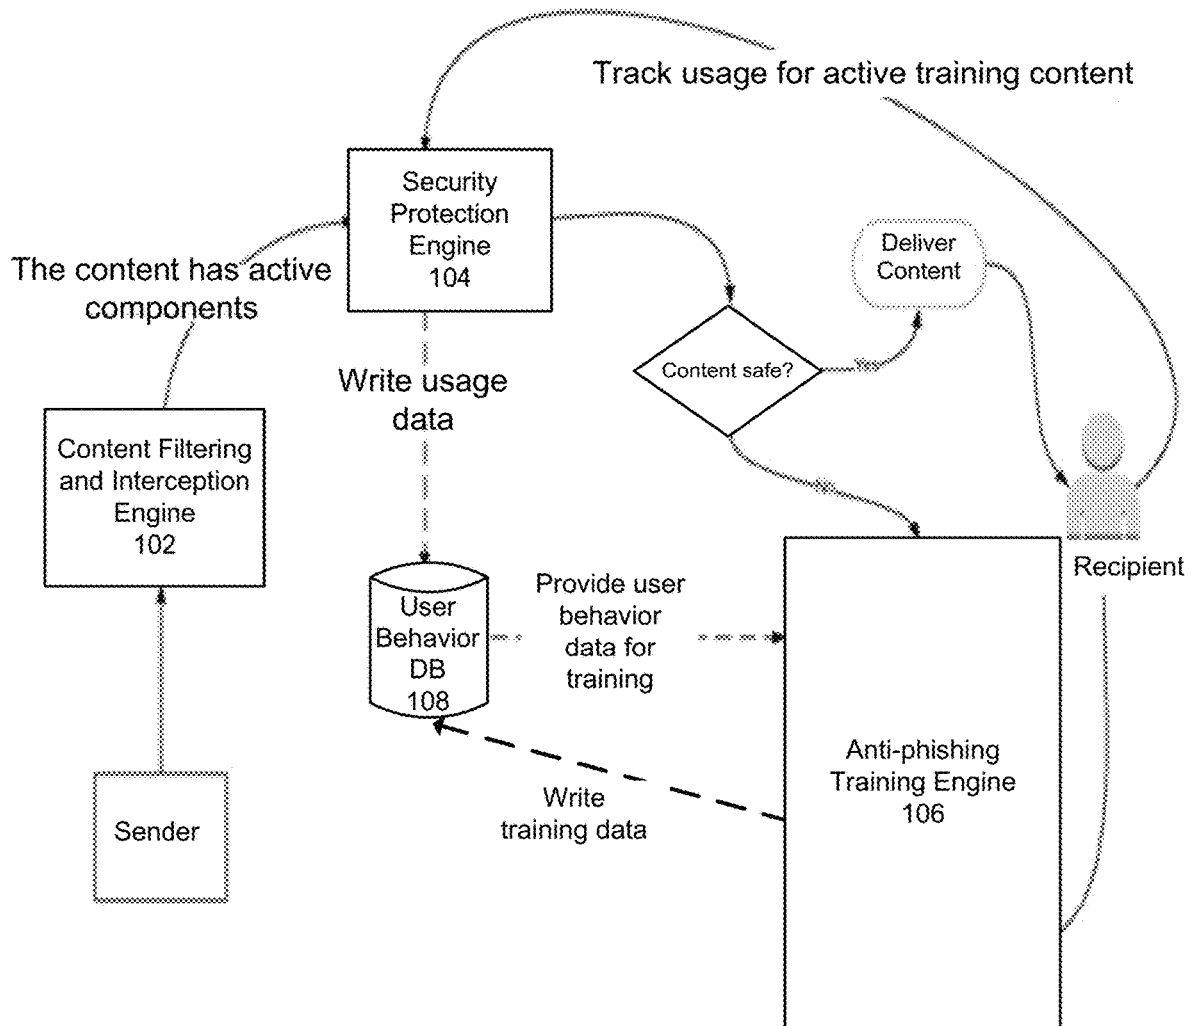 Track usage for active training content
Security
Protection
Engine
104
Deliver
Content
The content has active
components
Content safe?
Write usage
data
Content Filtering
and Interception
Engine
102
Recipient
User
Behavior
DB
108
Provide user
behavior
data for
training
Anti-phishing
Training Engine
106
Write
training data
Sender